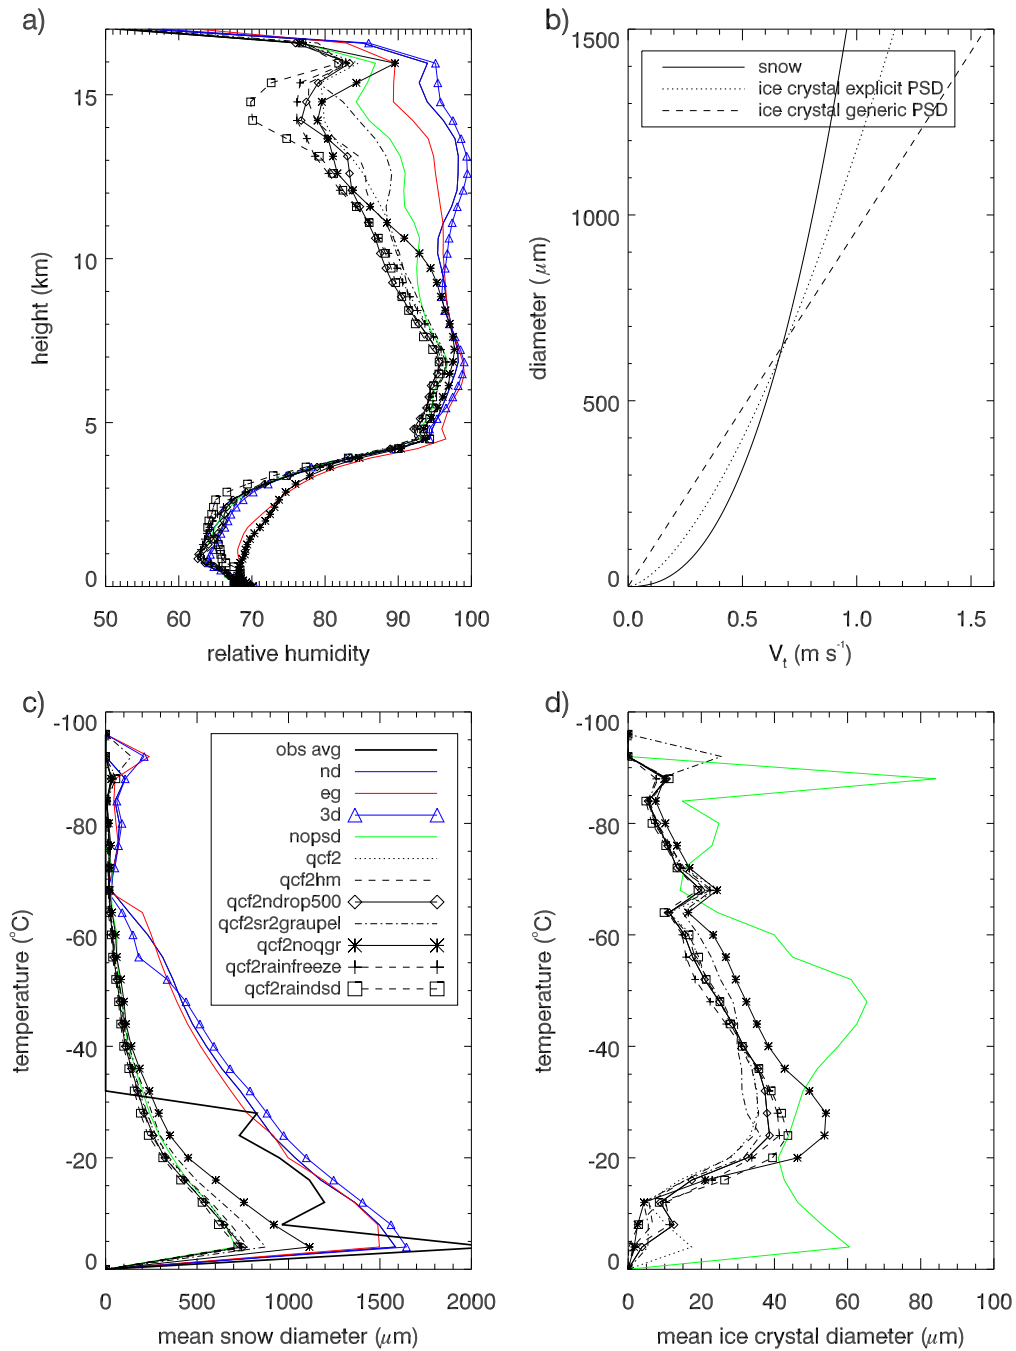 a)
15
10
5
0
height (km)
50 60 70 80 90 100
relative humidity
b)
1500
1000
500
0
diameter (μm)
snow
ice crystal explicit PSD
ice crystal generic PSD
0.0 0.5 1.0 1.5
Vt (m s-1)
c)
-100
-80
-60
-40
-20
0
temperature (°C)
obs avg
nd
eg
3d
nopsd
qcf2
qcf2hm
qcf2ndrop500
qcf2sr2graupel
qcf2noqgr
qcf2rainfreeze
qcf2raindsd
0 500 1000 1500 2000
mean snow diameter (μm)
d)
-100
-80
-60
-40
-20
0
temperature (°C)
0 20 40 60 80 100
mean ice crystal diameter (μm)